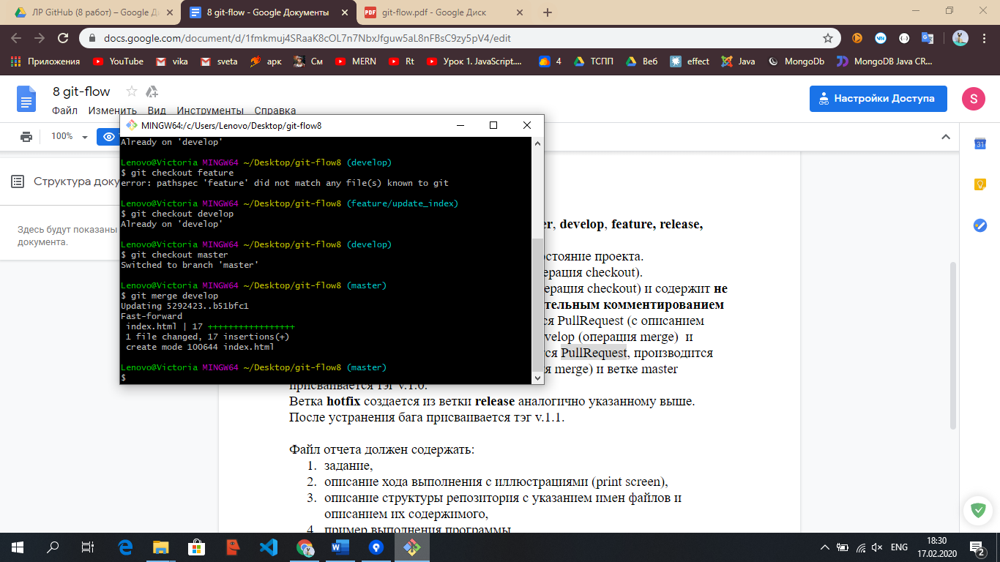 ЛР GitHub (8 работ) – Google Д
8 git-flow - Google Документы
PDF
git-flow.pdf - Google Диск
docs.google.com/document/d/1fmkmuj4SRaaK8cOL7n7NbxJfguw5aL8nFBsC9zy5pV4/edit
Приложения
YouTube
vika
sveta
арк
См
MERN
Rt
Урок 1. JavaScript....
4
ТСПП
Веб
effect
Java
MongoDb
MongoDB Java CR...
8 git-flow
Файл Изменить Вид Инструменты Справка
Настройки Доступа
S
100%
31
Структура доку
Здесь будут показаны
документа.
MINGW64:/c/Users/Lenovo/Desktop/git-flow8
Already on 'develop'
Lenovo@Victoria MINGW64 ~/Desktop/git-flow8 (develop)
$ git checkout feature
error: pathspec 'feature' did not match any file(s) known to git
Lenovo@Victoria MINGW64 ~/Desktop/git-flow8 (feature/update_index)
$ git checkout develop
Already on 'develop'
Lenovo@Victoria MINGW64 ~/Desktop/git-flow8 (develop)
$ git checkout master
Switched to branch 'master'
Lenovo@Victoria MINGW64 ~/Desktop/git-flow8 (master)
$ git merge develop
Updating 5292423..b51bfc1
Fast-forward
index.html | 17 +++++++++++++++++
1 file changed, 17 insertions(+)
create mode 100644 index.html
Lenovo@Victoria MINGW64 ~/Desktop/git-flow8 (master)
$
er, develop, feature, release,
остояние проекта.
ерация checkout).
ерация checkout) и содержит не
тельным комментированием
ся PullRequest (с описанием
velop (операция merge) и
тся PullRequest, производится
я merge) и ветке master
присваивается тэг v.1.0.
Ветка hotfix создается из ветки release аналогично указанному выше.
После устранения бага присваивается тэг v.1.1.
Файл отчета должен содержать:
1. задание,
2. описание хода выполнения с иллюстрациями (print screen),
3. описание структуры репозитория с указанием имен файлов и
описанием их содержимого,
4. пример выполнения программы
ENG
18:30
17.02.2020
2